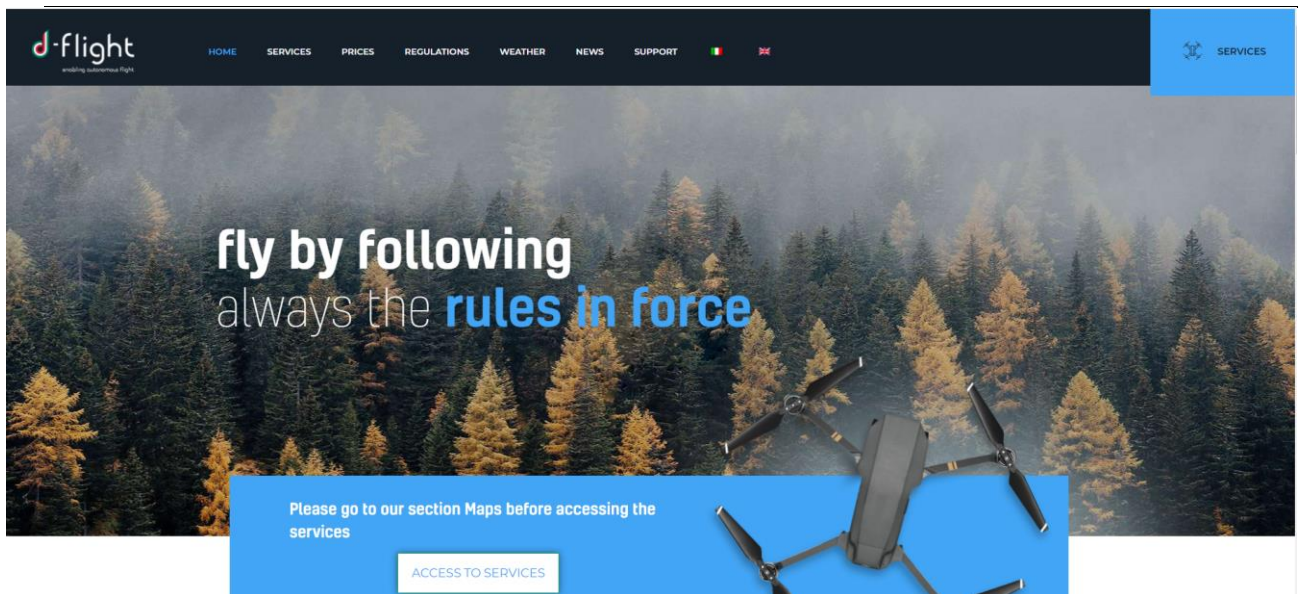 d-flight
enabling autonomous flight
HOME SERVICES PRICES REGULATIONS WEATHER NEWS SUPPORT
SERVICES
fly by following
always the rules in force
Please go to our section Maps before accessing the
services
ACCESS TO SERVICES